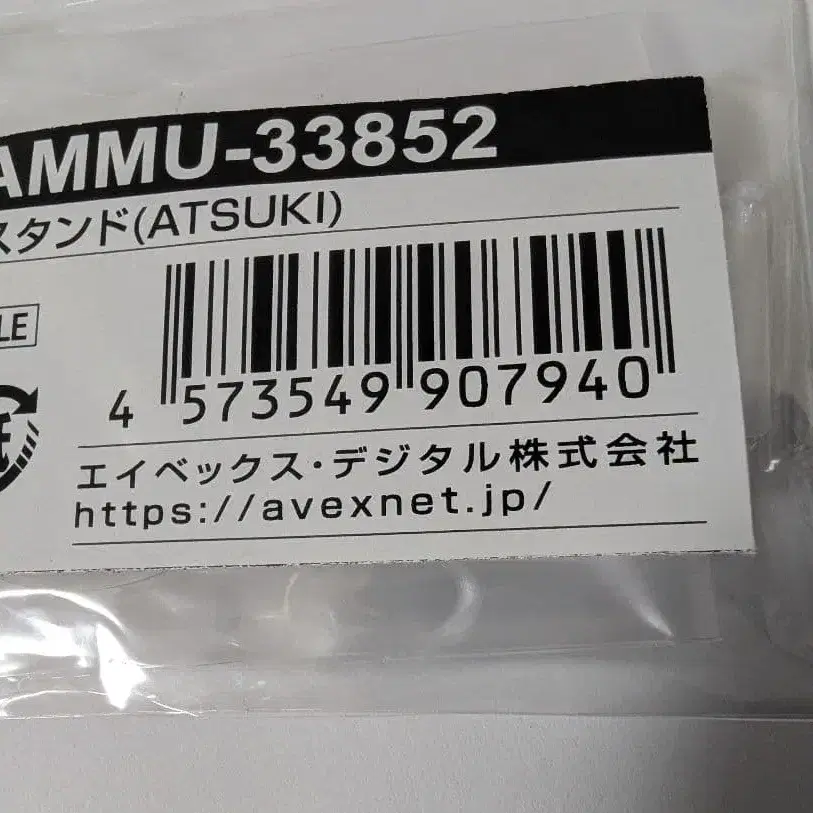 AMMU-33852
スタンド(ATSUKI)
LE
4 573549 907940
エイベックス・デジタル株式会社
https://avexnet.jp/